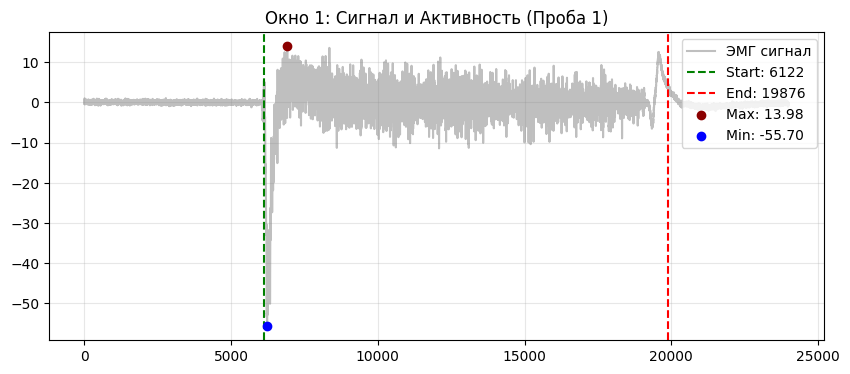 Окно 1: Сигнал и Активность (Проба 1)
10
0
−10
−20
−30
−40
−50
0
5000
10000
15000
20000
25000
ЭМГ сигнал
Start: 6122
End: 19876
Max: 13.98
Min: -55.70